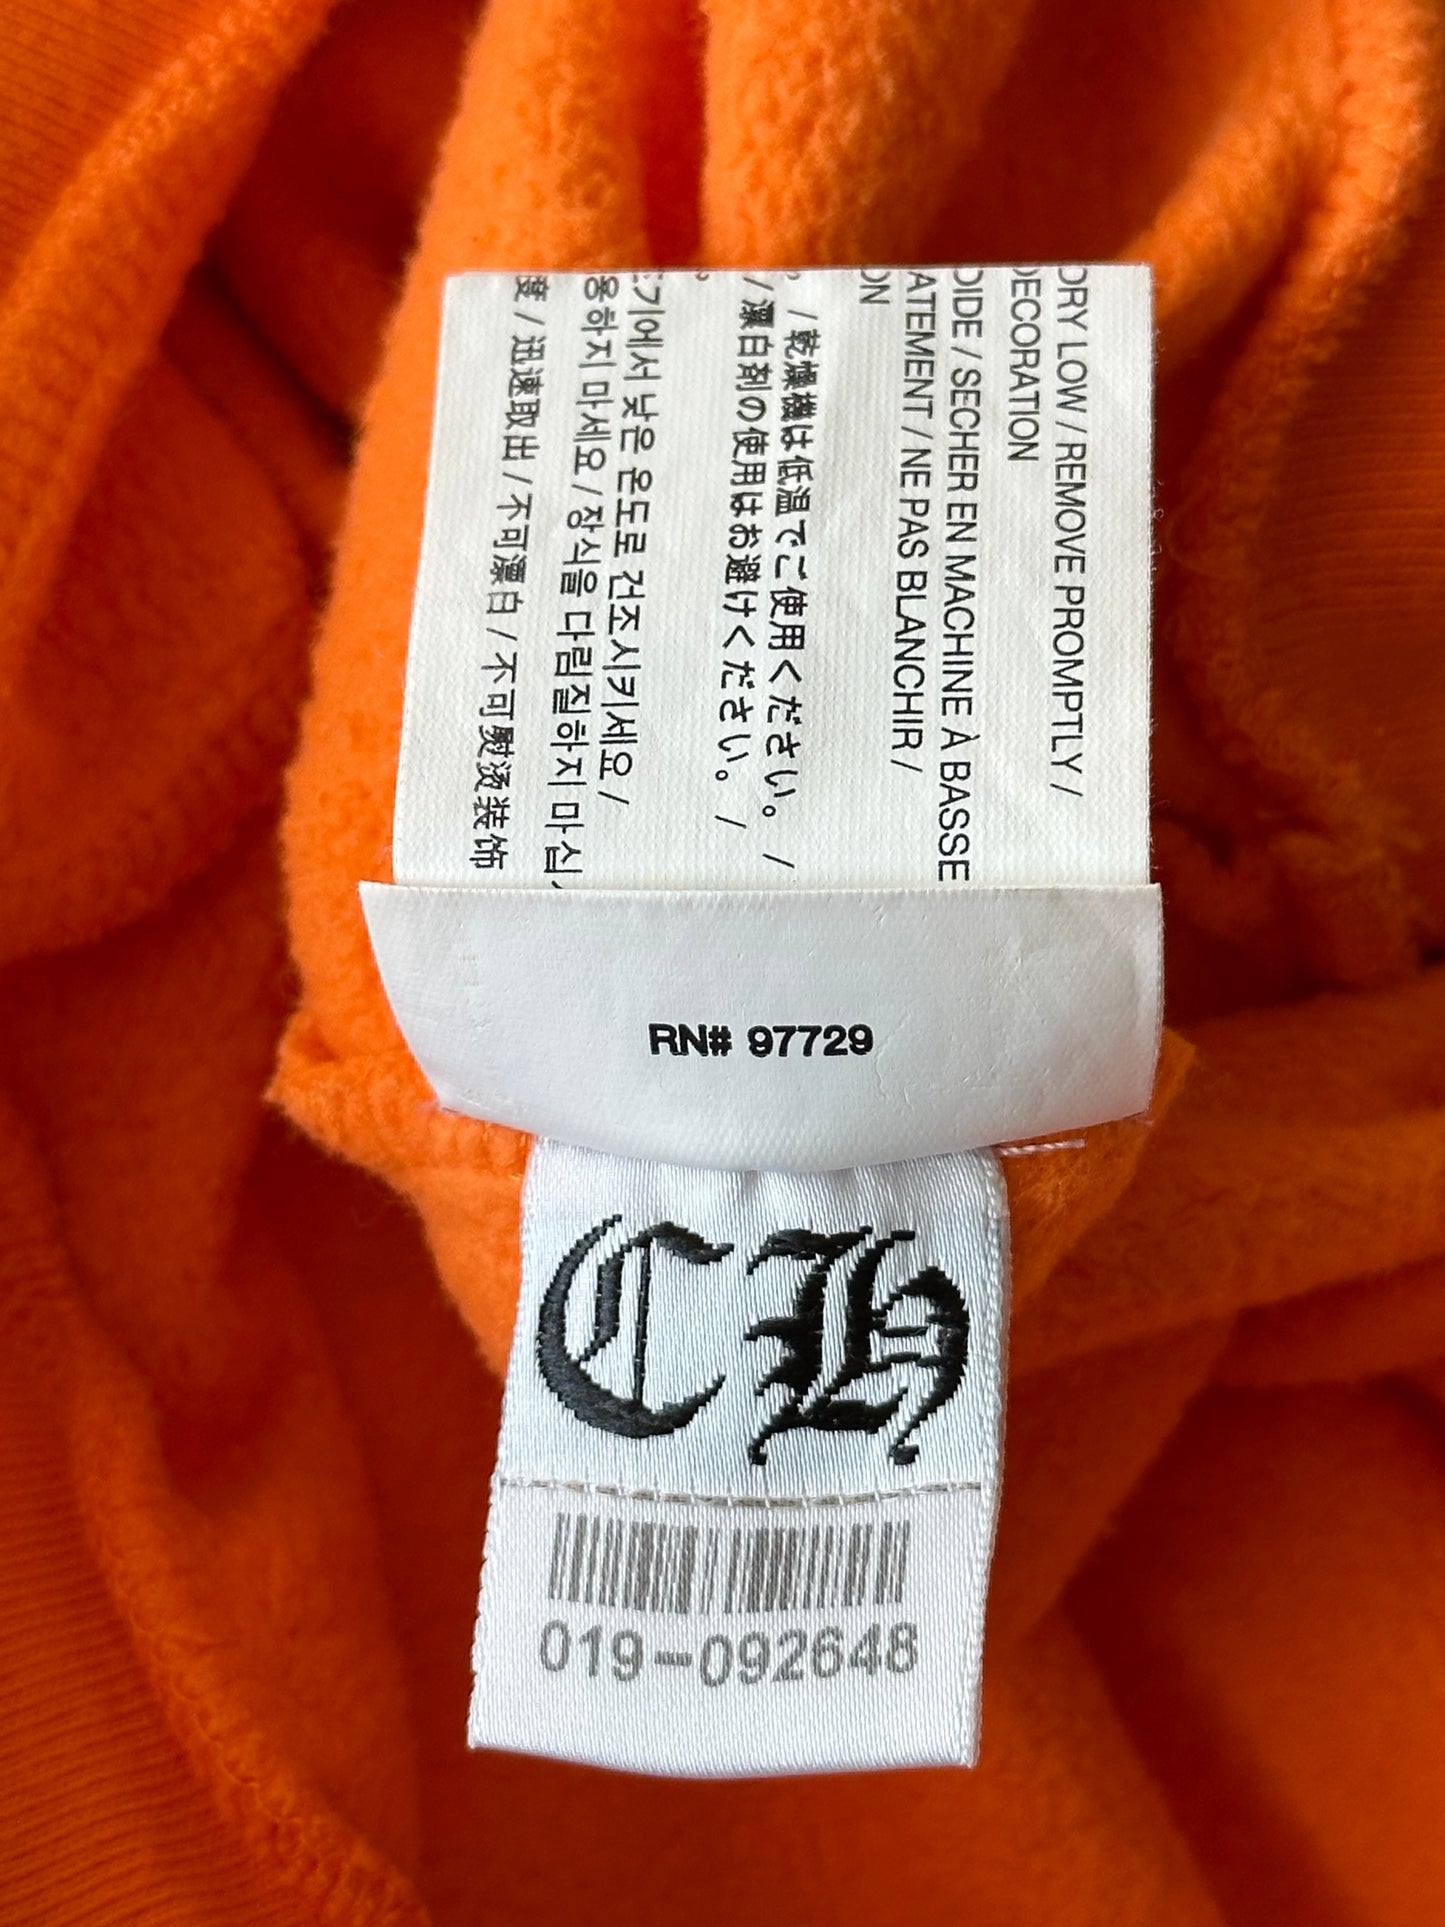 DRY LOW / REMOVE PROMPTLY /
DECORATION
OIDE / SECHER EN MACHINE À BASSE
ATEMENT / NE PAS BLANCHIR /
ON
。/ 乾燥機は低温でご使用ください。 /
/ 漂白剤の使用はお避けください。 /
。
기에서 낮은 온도로 건조시키세요 /
용하지 마세요 / 장식을 다림질하지 마십
度 / 迅速取出 / 不可漂白 / 不可熨烫装饰
RN# 97729
CH
019-092648